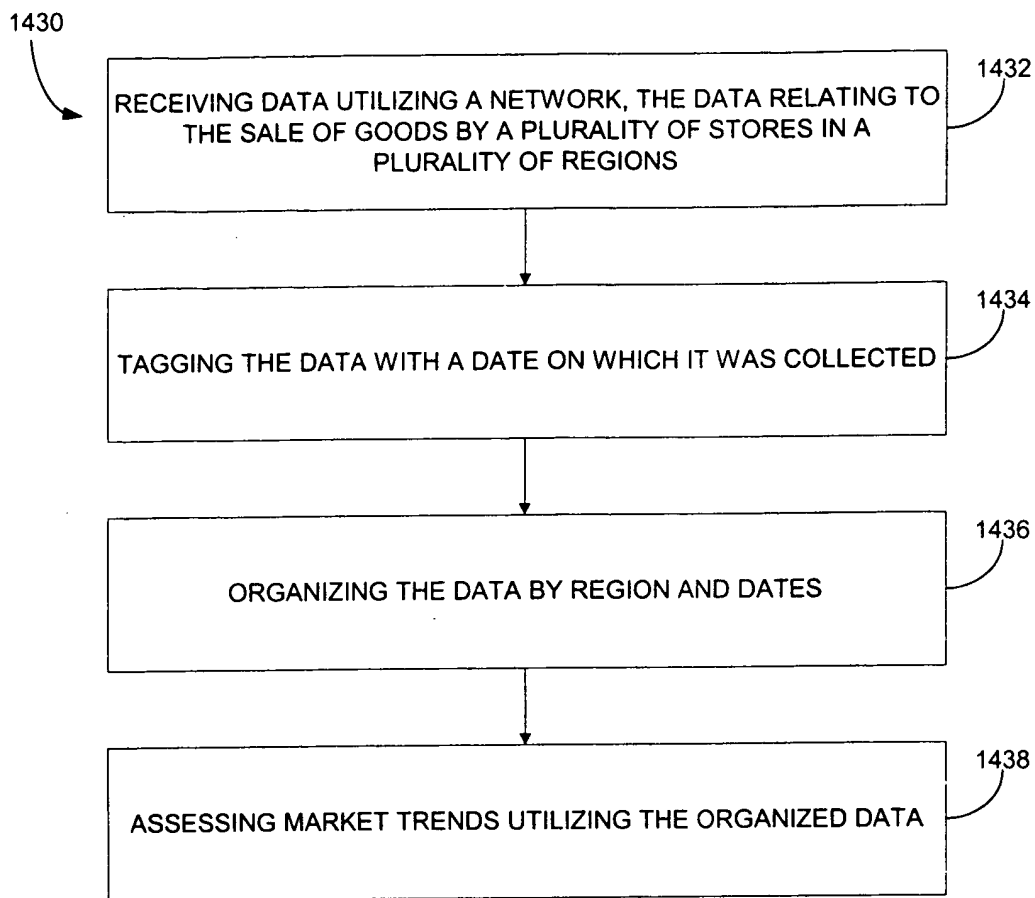 1430
1432
RECEIVING DATA UTILIZING A NETWORK, THE DATA RELATING TO
THE SALE OF GOODS BY A PLURALITY OF STORES IN A
PLURALITY OF REGIONS
1434
TAGGING THE DATA WITH A DATE ON WHICH IT WAS COLLECTED
1436
ORGANIZING THE DATA BY REGION AND DATES
1438
ASSESSING MARKET TRENDS UTILIZING THE ORGANIZED DATA